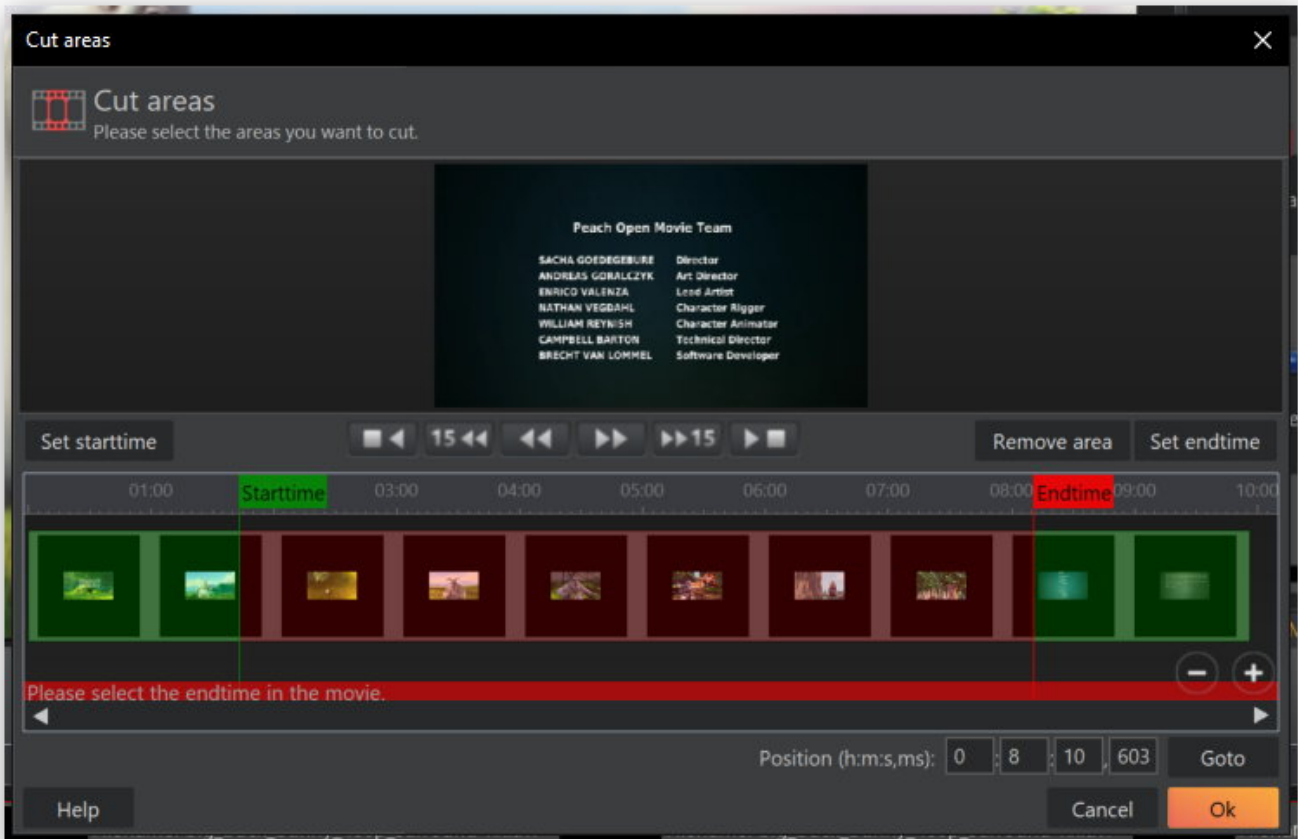 Cut areas
Cut areas
Please select the areas you want to cut.
Peach Open Movie Team
SACHA GOEDEGEBURE Director
ANDREAS GORALCZYK Art Director
ENRICO VALENZA Lead Artist
NATHAN VEGDAHL Character Rigger
WILLIAM REYNISH Character Animator
CAMPBELL BARTON Technical Director
BRECHT VAN LOMMEL Software Developer
Set starttime 15 15 Remove area Set endtime
01:00 Starttime 03:00 04:00 05:00 06:00 07:00 08:00 Endtime 09:00 10:00
Please select the endtime in the movie.
Position (h:m:s,ms): 0 : 8 : 10 , 603 Goto
Help Cancel Ok